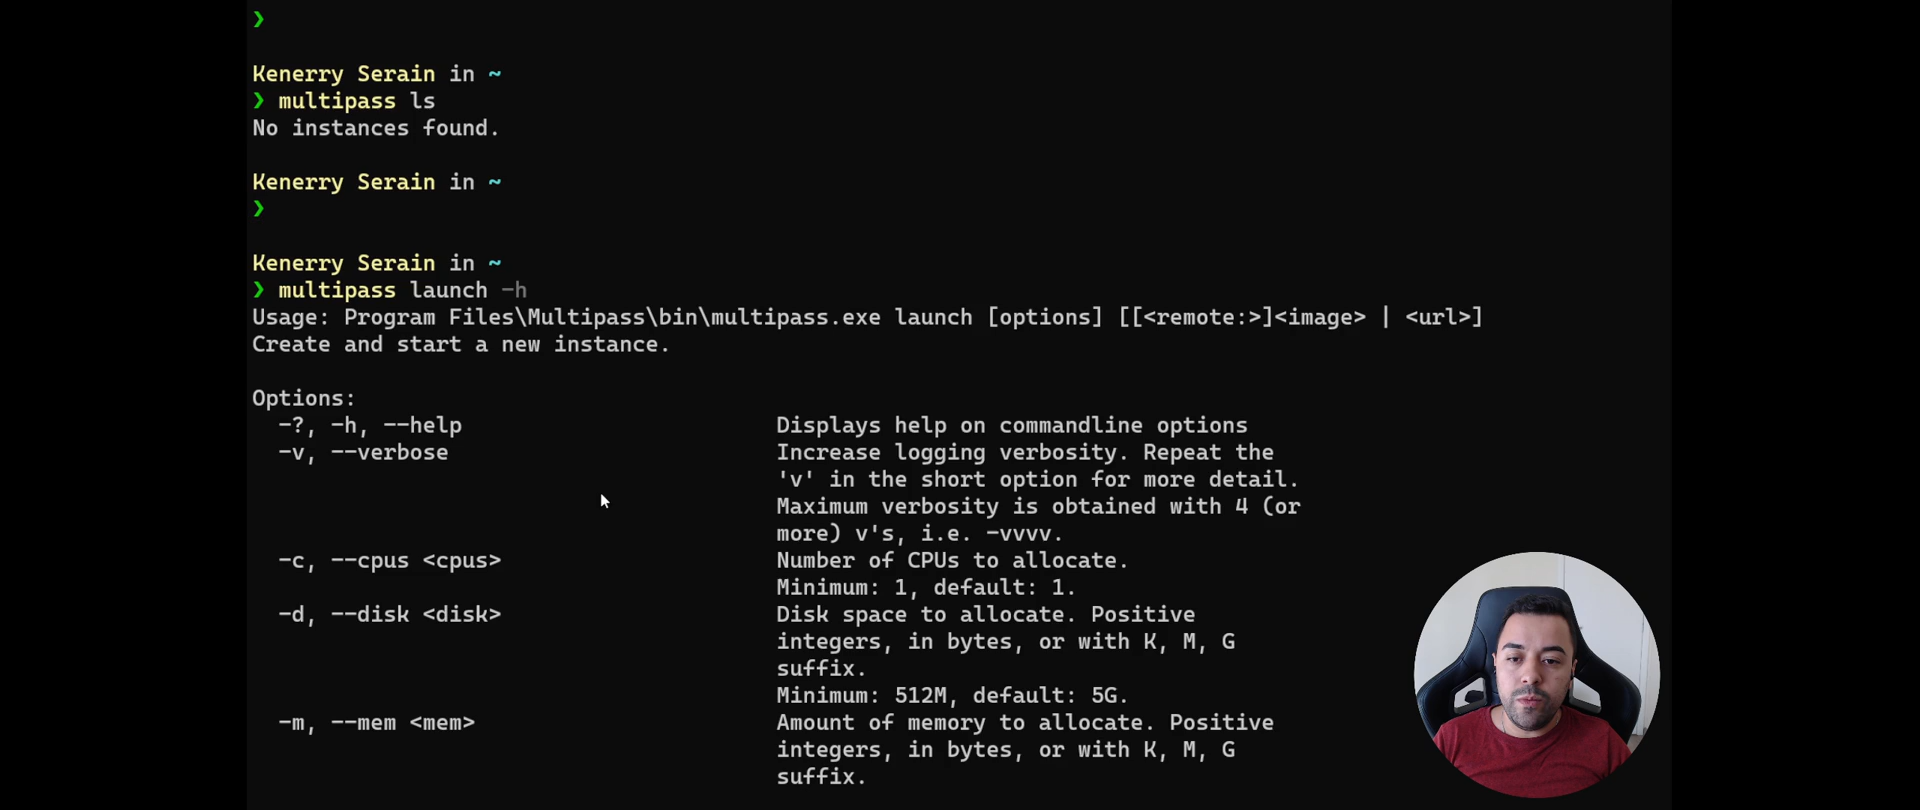 ❯
Kenerry Serain in ~
❯ multipass ls
No instances found.
Kenerry Serain in ~
❯
Kenerry Serain in ~
❯ multipass launch -h
Usage: Program Files\Multipass\bin\multipass.exe launch [options] [[<remote:>]<image> | <url>]
Create and start a new instance.
Options:
-?, -h, --help Displays help on commandline options
-v, --verbose Increase logging verbosity. Repeat the
'v' in the short option for more detail.
Maximum verbosity is obtained with 4 (or
more) v's, i.e. -vvvv.
-c, --cpus <cpus> Number of CPUs to allocate.
Minimum: 1, default: 1.
-d, --disk <disk> Disk space to allocate. Positive
integers, in bytes, or with K, M, G
suffix.
Minimum: 512M, default: 5G.
-m, --mem <mem> Amount of memory to allocate. Positive
integers, in bytes, or with K, M, G
suffix.